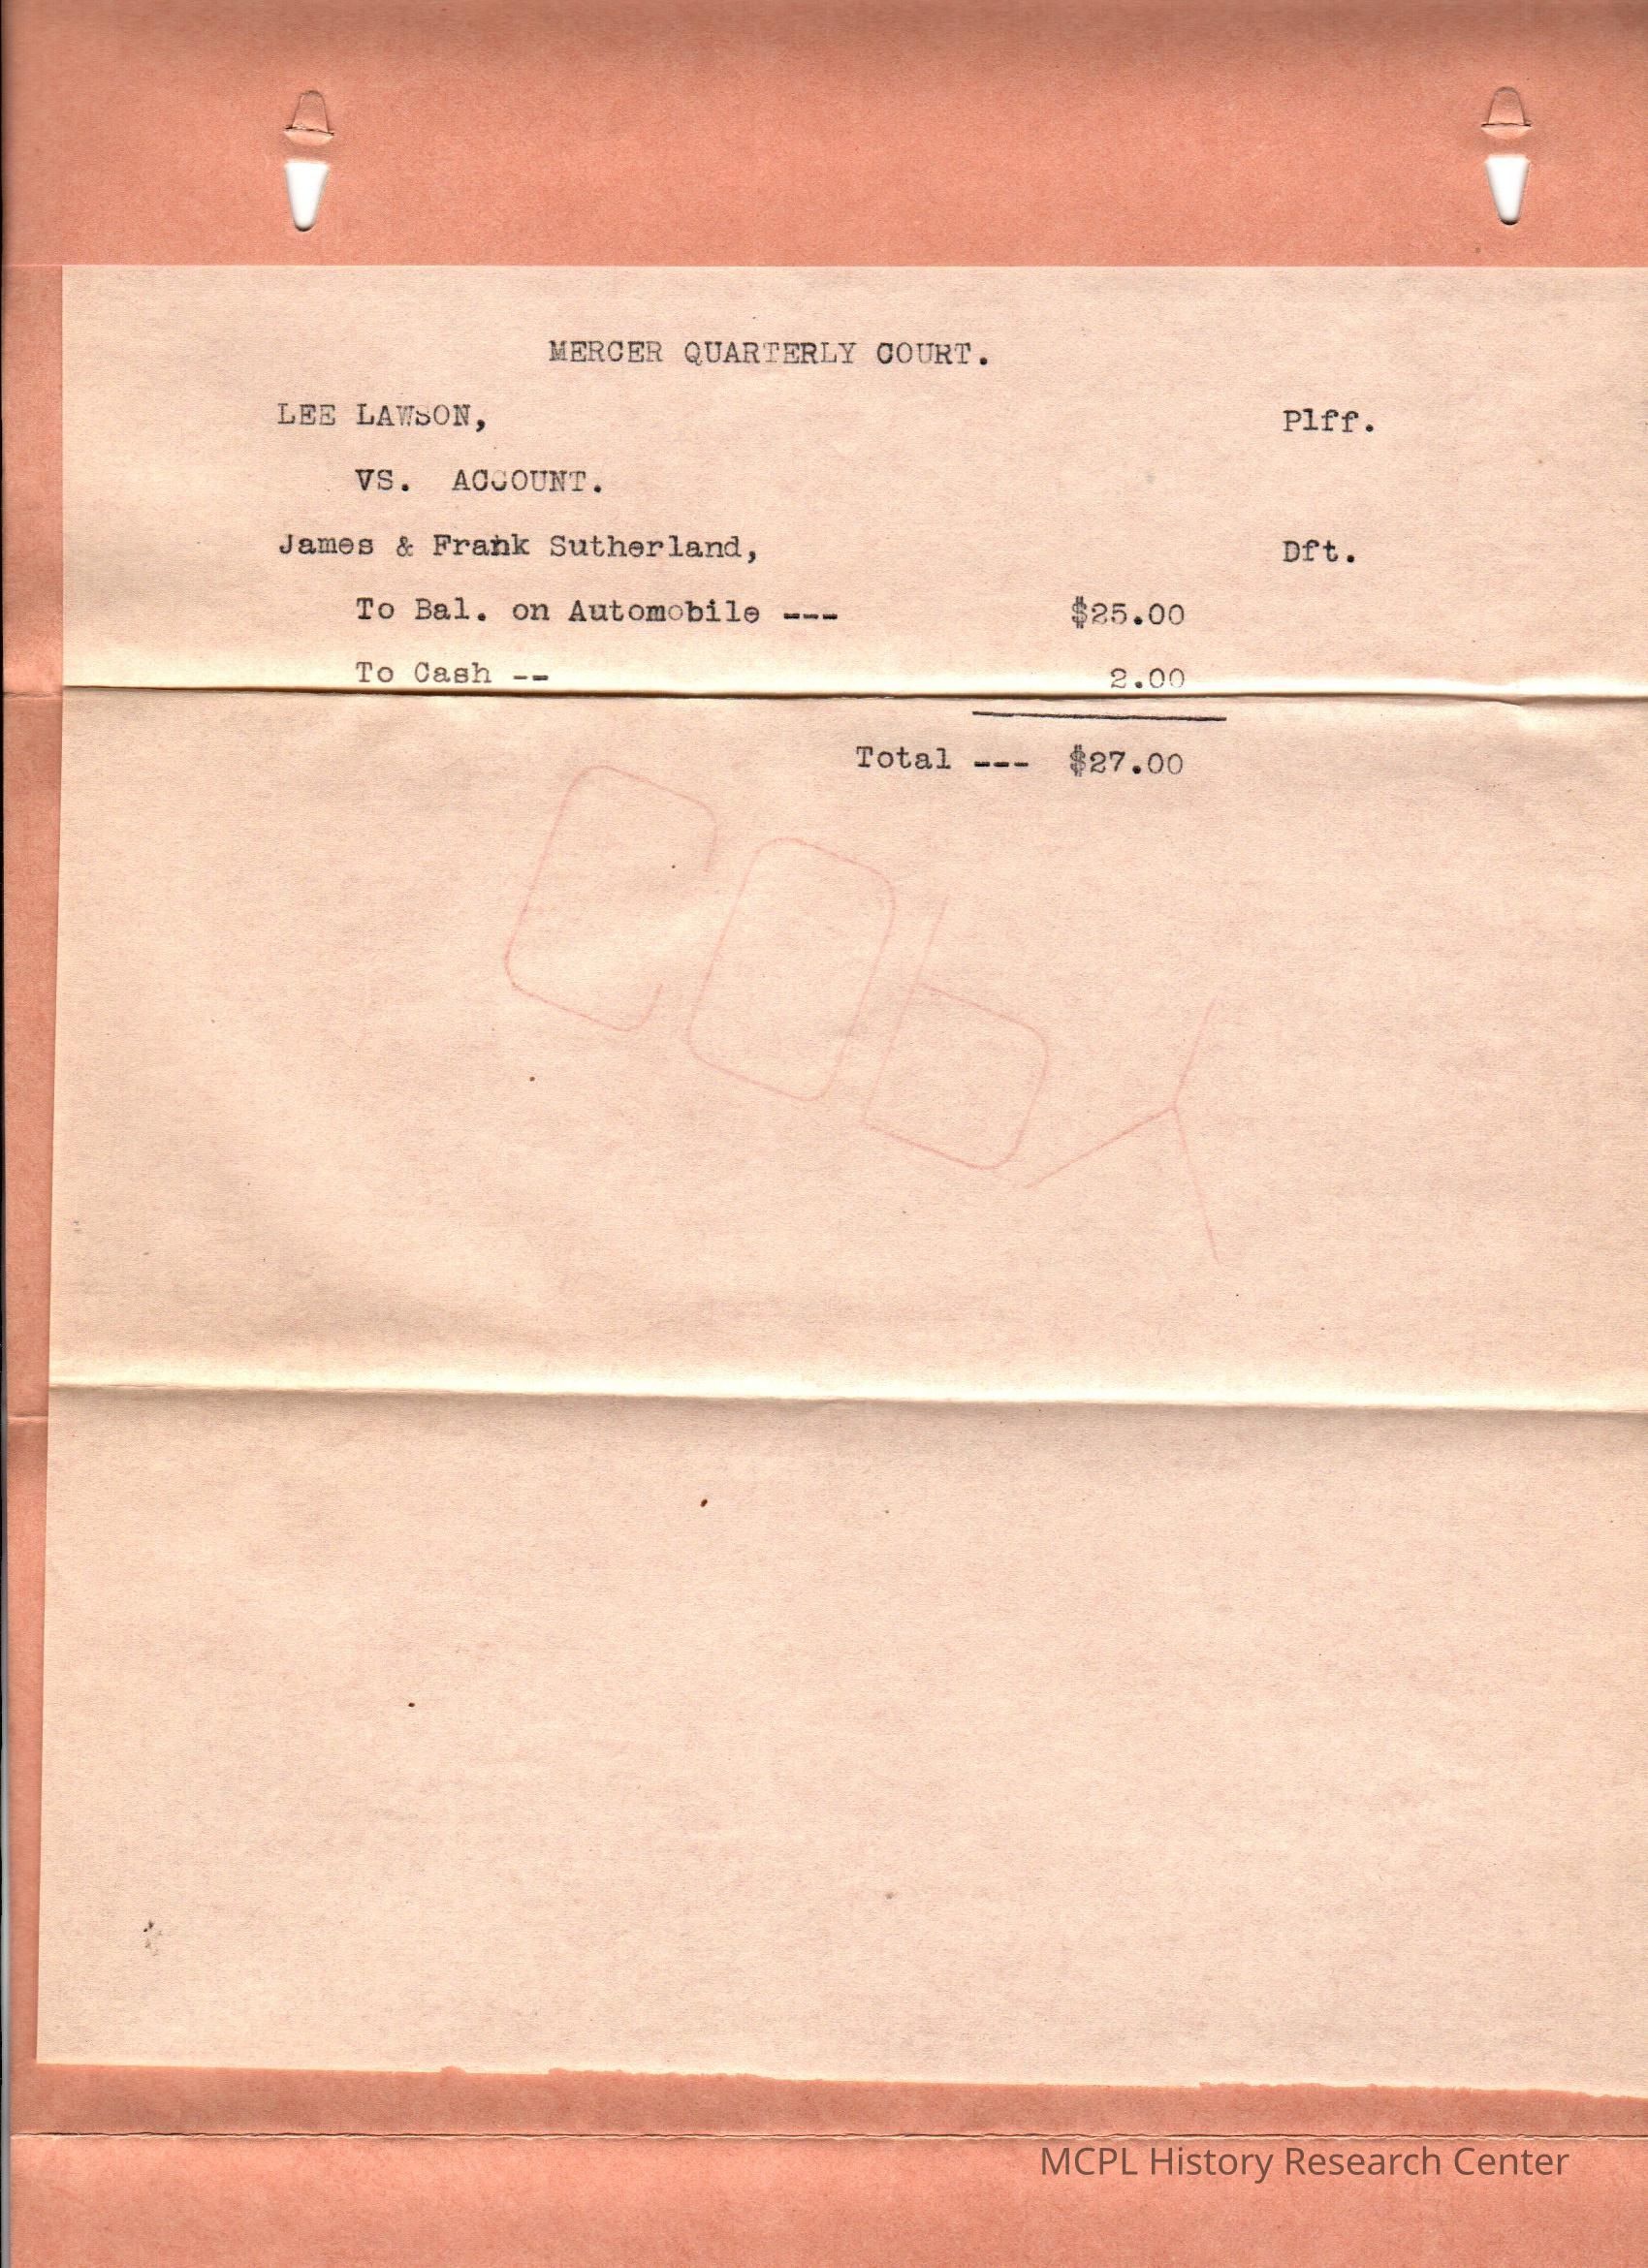 MERCER QUARTERLY COURT.
LEE LAWSON, Plff.
VS. ACCOUNT.
James & Frank Sutherland, Dft.
To Bal. on Automobile --- $25.00
To Cash -- 2.00
Total --- $27.00
COPY
MCPL History Research Center